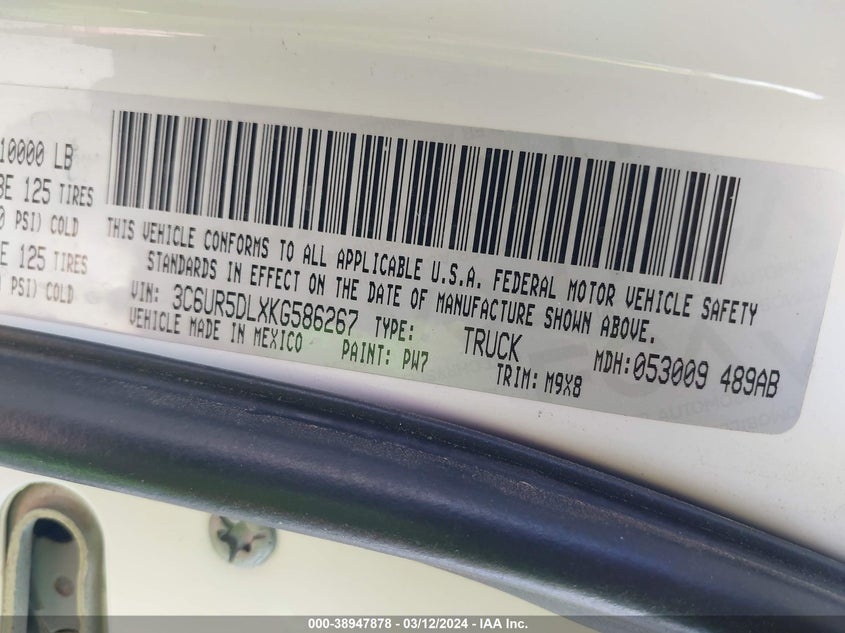 10000 LB
3E 125 TIRES
0 PSI) COLD
E 125 TIRES
PSI) COLD
THIS VEHICLE CONFORMS TO ALL APPLICABLE U.S.A. FEDERAL MOTOR VEHICLE SAFETY
STANDARDS IN EFFECT ON THE DATE OF MANUFACTURE SHOWN ABOVE.
VIN: 3C6UR5DLXKG586267 TYPE: TRUCK MDH:053009 489AB
VEHICLE MADE IN MEXICO PAINT: PW7 TRIM: M9X8
000-38947878 - 03/12/2024 - IAA Inc.